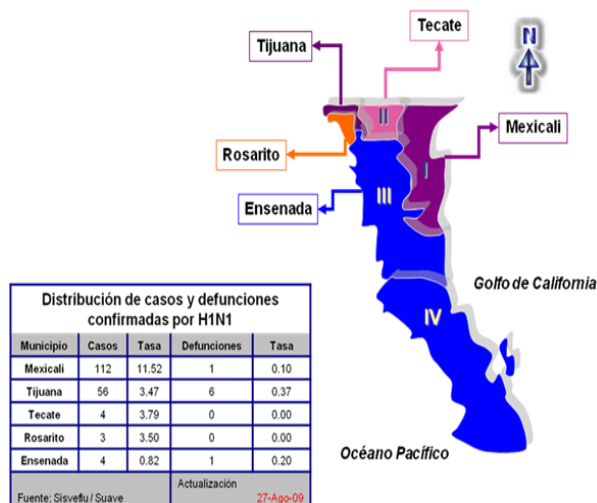 Tecate
Tijuana
N
II
Mexicali
Rosarito
I
III
Ensenada
Golfo de California
IV
Océano Pacífico
Distribución de casos y defunciones
confirmadas por H1N1
Municipio Casos Tasa Defunciones Tasa
Mexicali 112 11.52 1 0.10
Tijuana 56 3.47 6 0.37
Tecate 4 3.79 0 0.00
Rosarito 3 3.50 0 0.00
Ensenada 4 0.82 1 0.20
Fuente: Sisveflu / Suave
Actualización
27-Ago-09